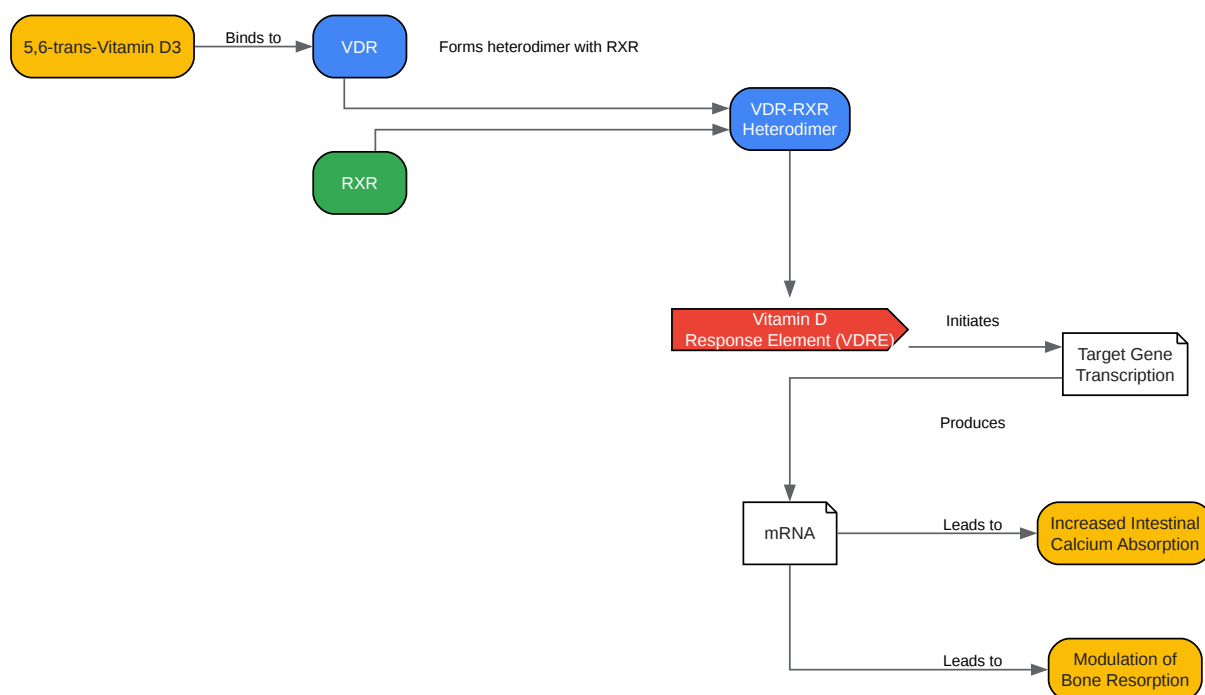 5,6-trans-Vitamin D3
Binds to
VDR
Forms heterodimer with RXR
VDR-RXR
Heterodimer
RXR
Vitamin D
Response Element (VDRE)
Initiates
Target Gene
Transcription
Produces
mRNA
Leads to
Increased Intestinal
Calcium Absorption
Leads to
Modulation of
Bone Resorption